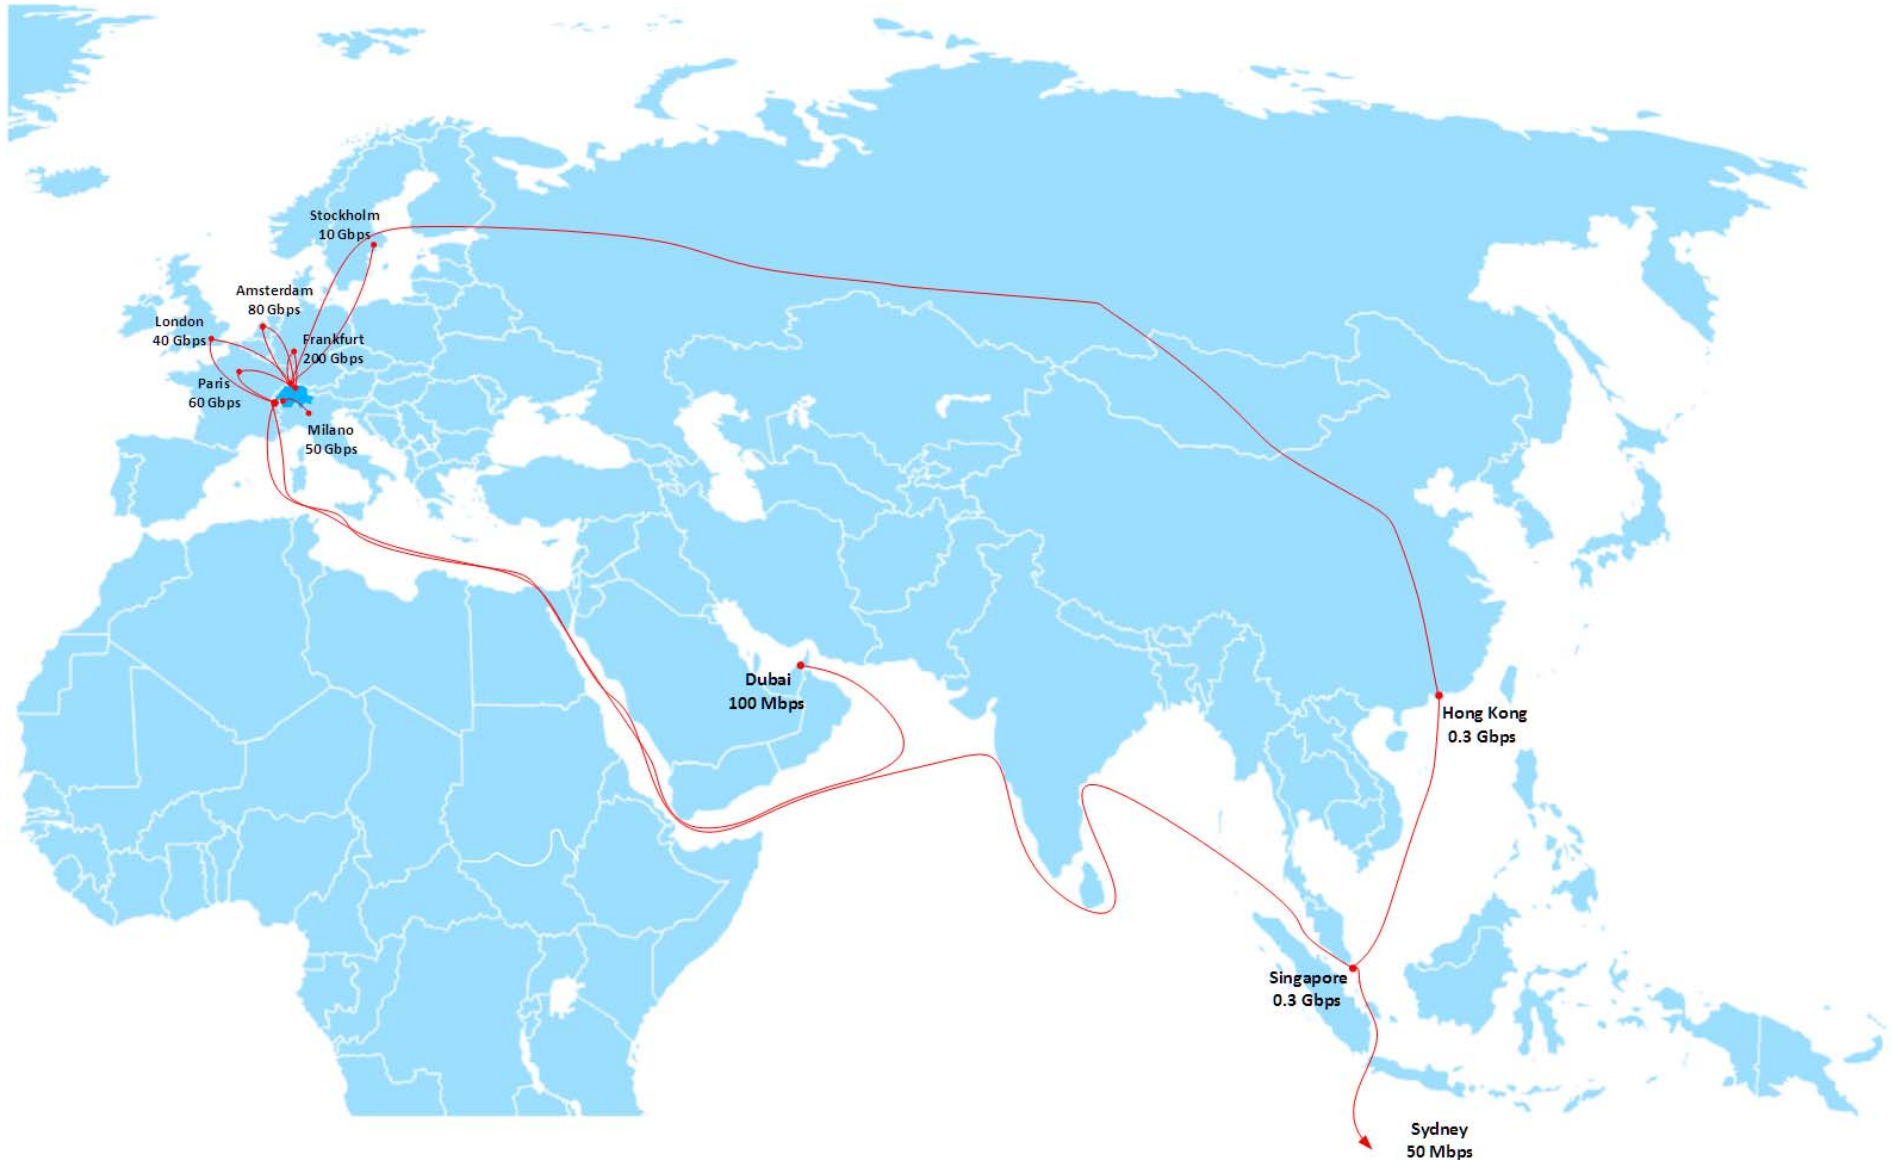 Stockholm
10 Gbps
Amsterdam
80 Gbps
London
40 Gbps
Frankfurt
200 Gbps
Paris
60 Gbps
Milano
50 Gbps
Dubai
100 Mbps
Hong Kong
0.3 Gbps
Singapore
0.3 Gbps
Sydney
50 Mbps